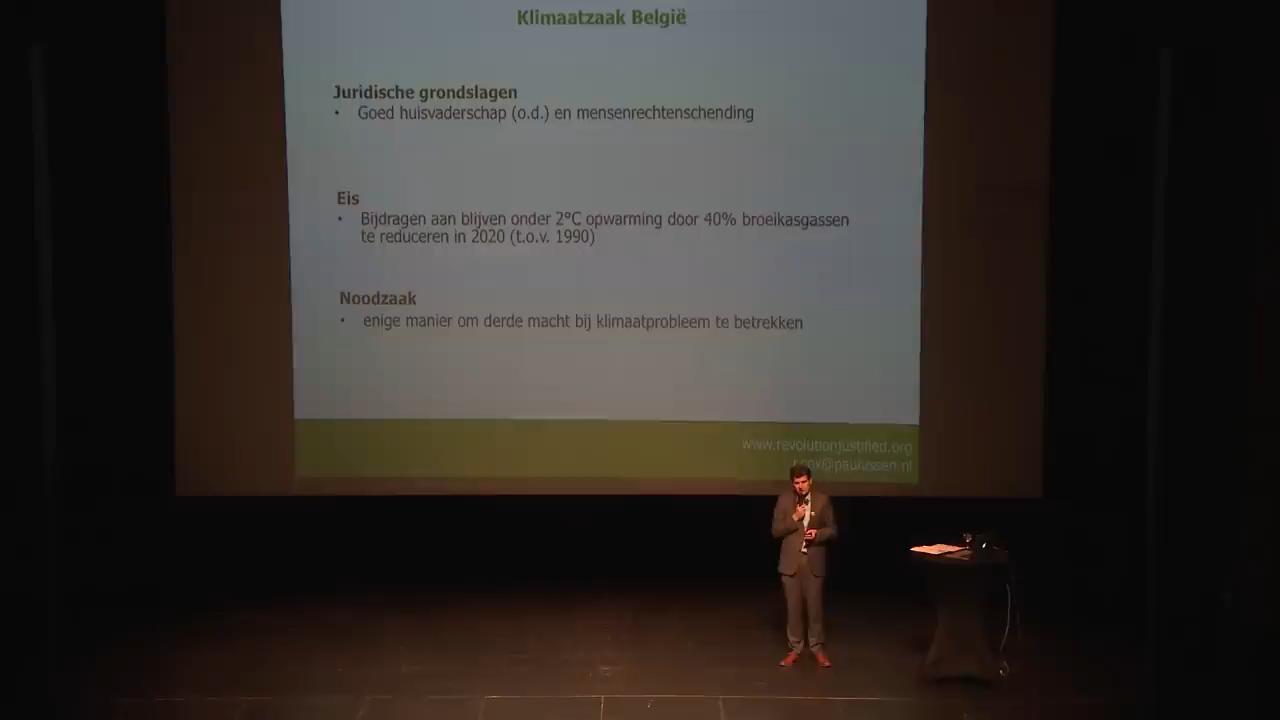 Klimaatzaak België
Juridische grondslagen
• Goed huisvaderschap (o.d.) en mensenrechtenschending
Eis
• Bijdragen aan blijven onder 2°C opwarming door 40% broeikasgassen
te reduceren in 2020 (t.o.v. 1990)
Noodzaak
• enige manier om derde macht bij klimaatprobleem te betrekken
www.revolutionjustified.org